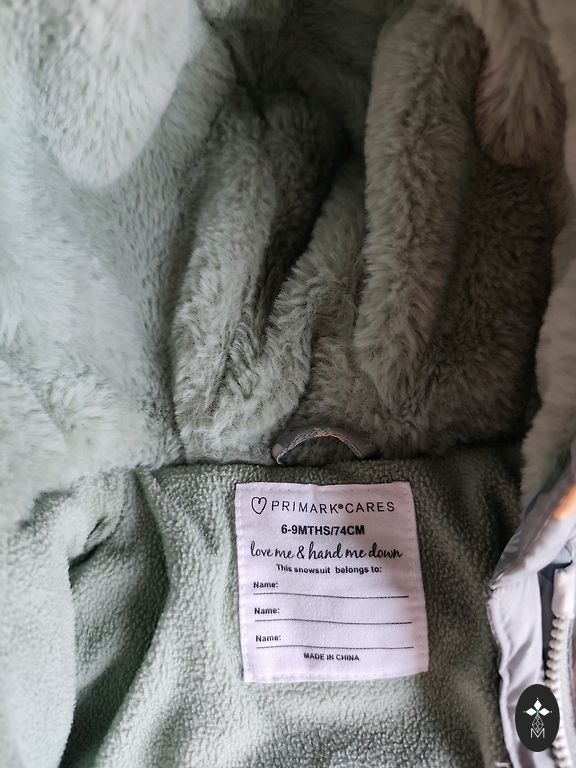 PRIMARK®CARES
6-9MTHS/74CM
love me & hand me down
This snowsuit belongs to:
Name:
Name:
Name:
MADE IN CHINA
M